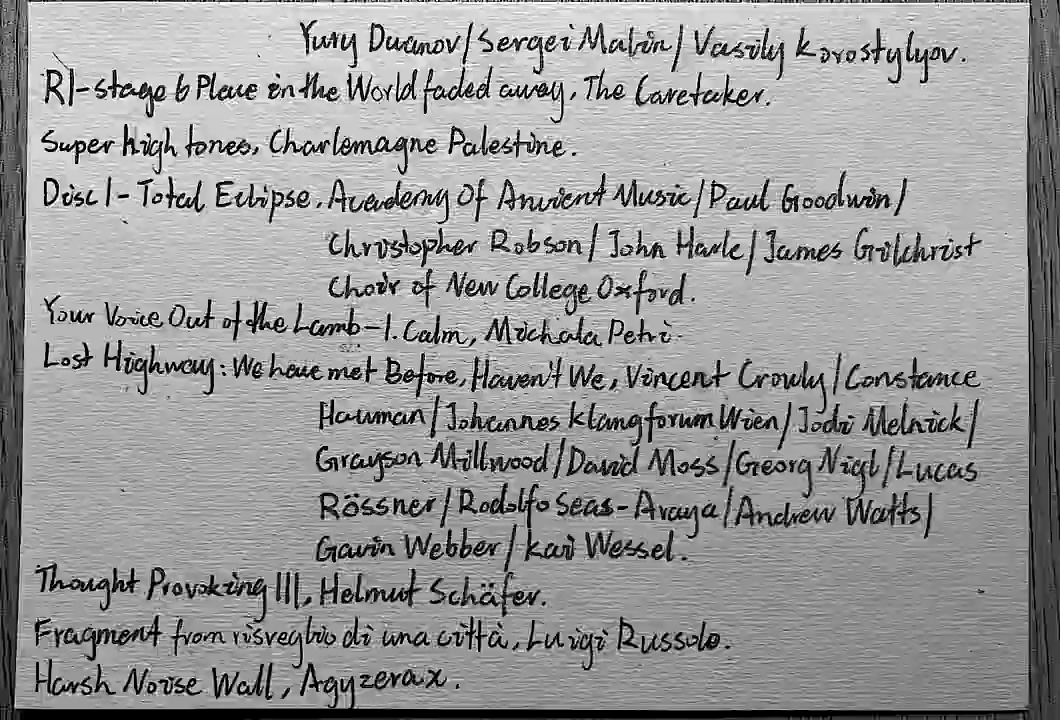 Yury Duanov/Sergei Malin/Vasily Korostylyov.
R1-stage 6 Place in the World faded away, The Caretaker.
Super high tones, Charlemagne Palestine.
Disc 1-Total Eclipse, Academy Of Ancient Music/Paul Goodwin/
Christopher Robson/John Harle/James Gilchrist
Choir of New College Oxford.
Your Voice Out of the Lamb-1. Calm, Michala Petri.
Lost Highway: We have met Before, Haven't We, Vincent Crowly/Constance
Hauman/Johannes Klangforum Wien/Jodi Melnick/
Grayson Millwood/David Moss/Georg Nigl/Lucas
Rössner/Rodolfo Seas-Araya/Andrew Watts/
Gavin Webber/Kai Wessel.
Thought Provoking III, Helmut Schäfer.
Fragment from risveglio di una città, Luigi Russolo.
Harsh Noise Wall, Agyzerax.